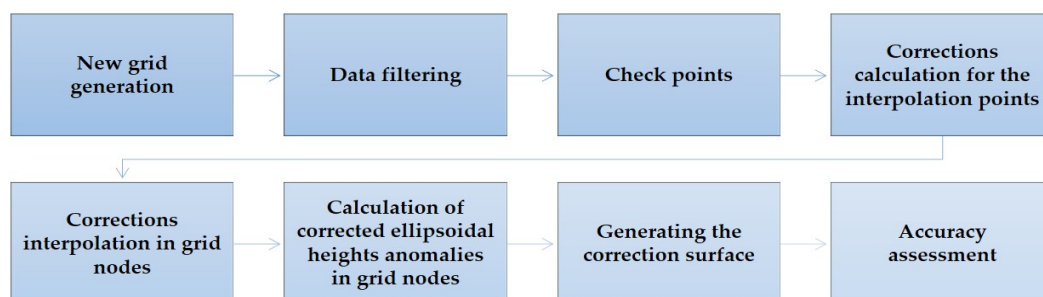 New grid
generation
Data filtering
Check points
Corrections
calculation for the
interpolation points
Corrections
interpolation in grid
nodes
Calculation of
corrected ellipsoidal
heights anomalies
in grid nodes
Generating the
correction surface
Accuracy
assessment